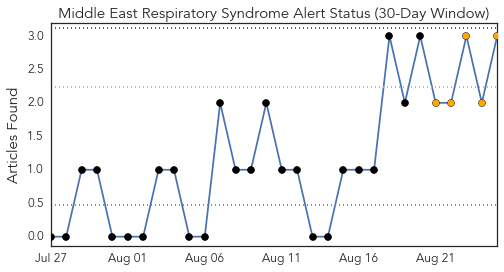 Middle East Respiratory Syndrome Alert Status (30-Day Window)
Articles Found
3.0
2.5
2.0
1.5
1.0
0.5
0.0
Jul 27 Aug 01 Aug 06 Aug 11 Aug 16 Aug 21